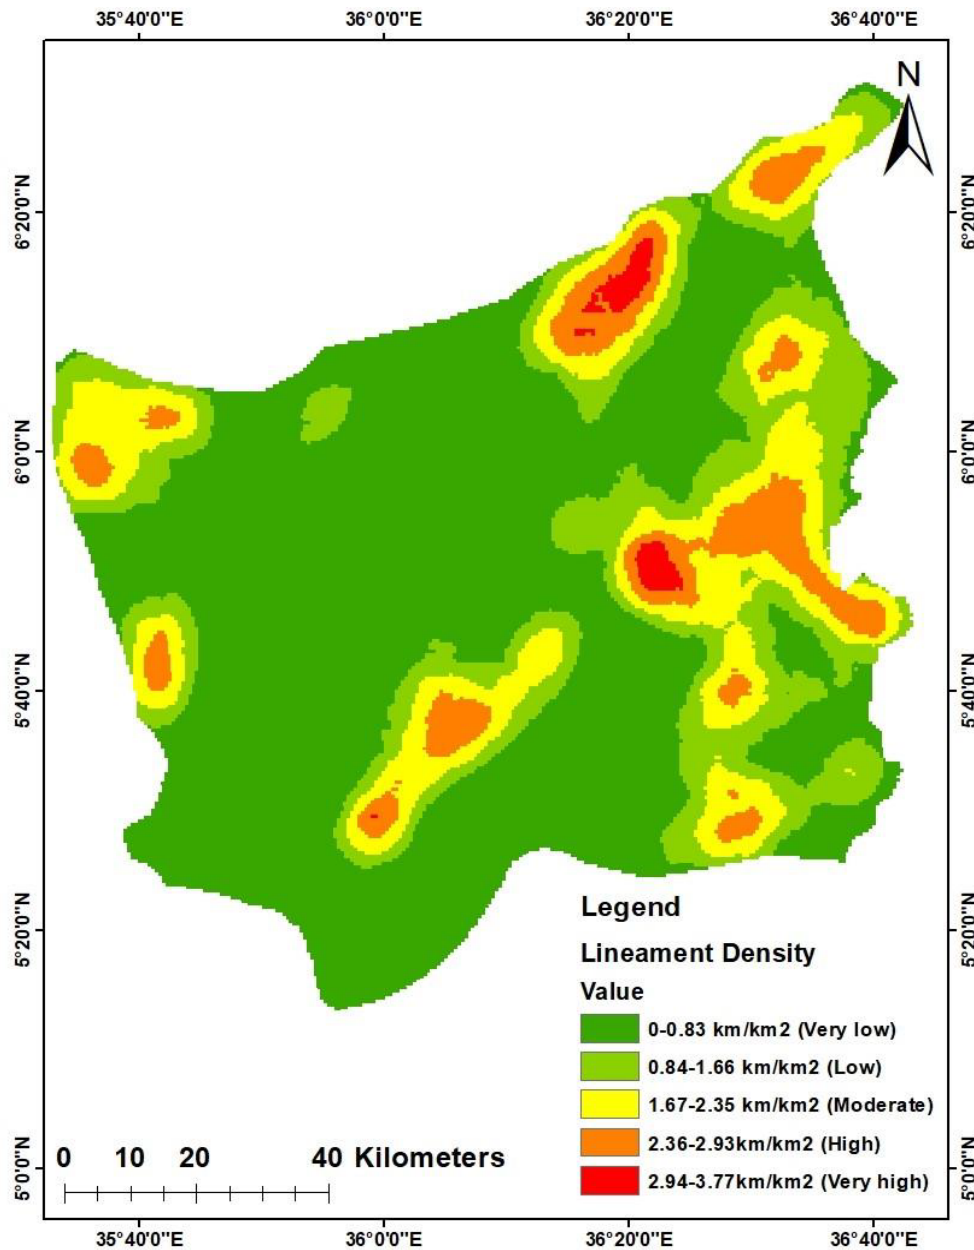 35°40'0"E 36°0'0"E 36°20'0"E 36°40'0"E
N
6°20'0"N 6°20'0"N
6°0'0"N 6°0'0"N
5°40'0"N 5°40'0"N
5°20'0"N 5°20'0"N
5°0'0"N 5°0'0"N
Legend
Lineament Density
Value
0-0.83 km/km2 (Very low)
0.84-1.66 km/km2 (Low)
1.67-2.35 km/km2 (Moderate)
2.36-2.93km/km2 (High)
2.94-3.77km/km2 (Very high)
0 10 20 40 Kilometers
35°40'0"E 36°0'0"E 36°20'0"E 36°40'0"E